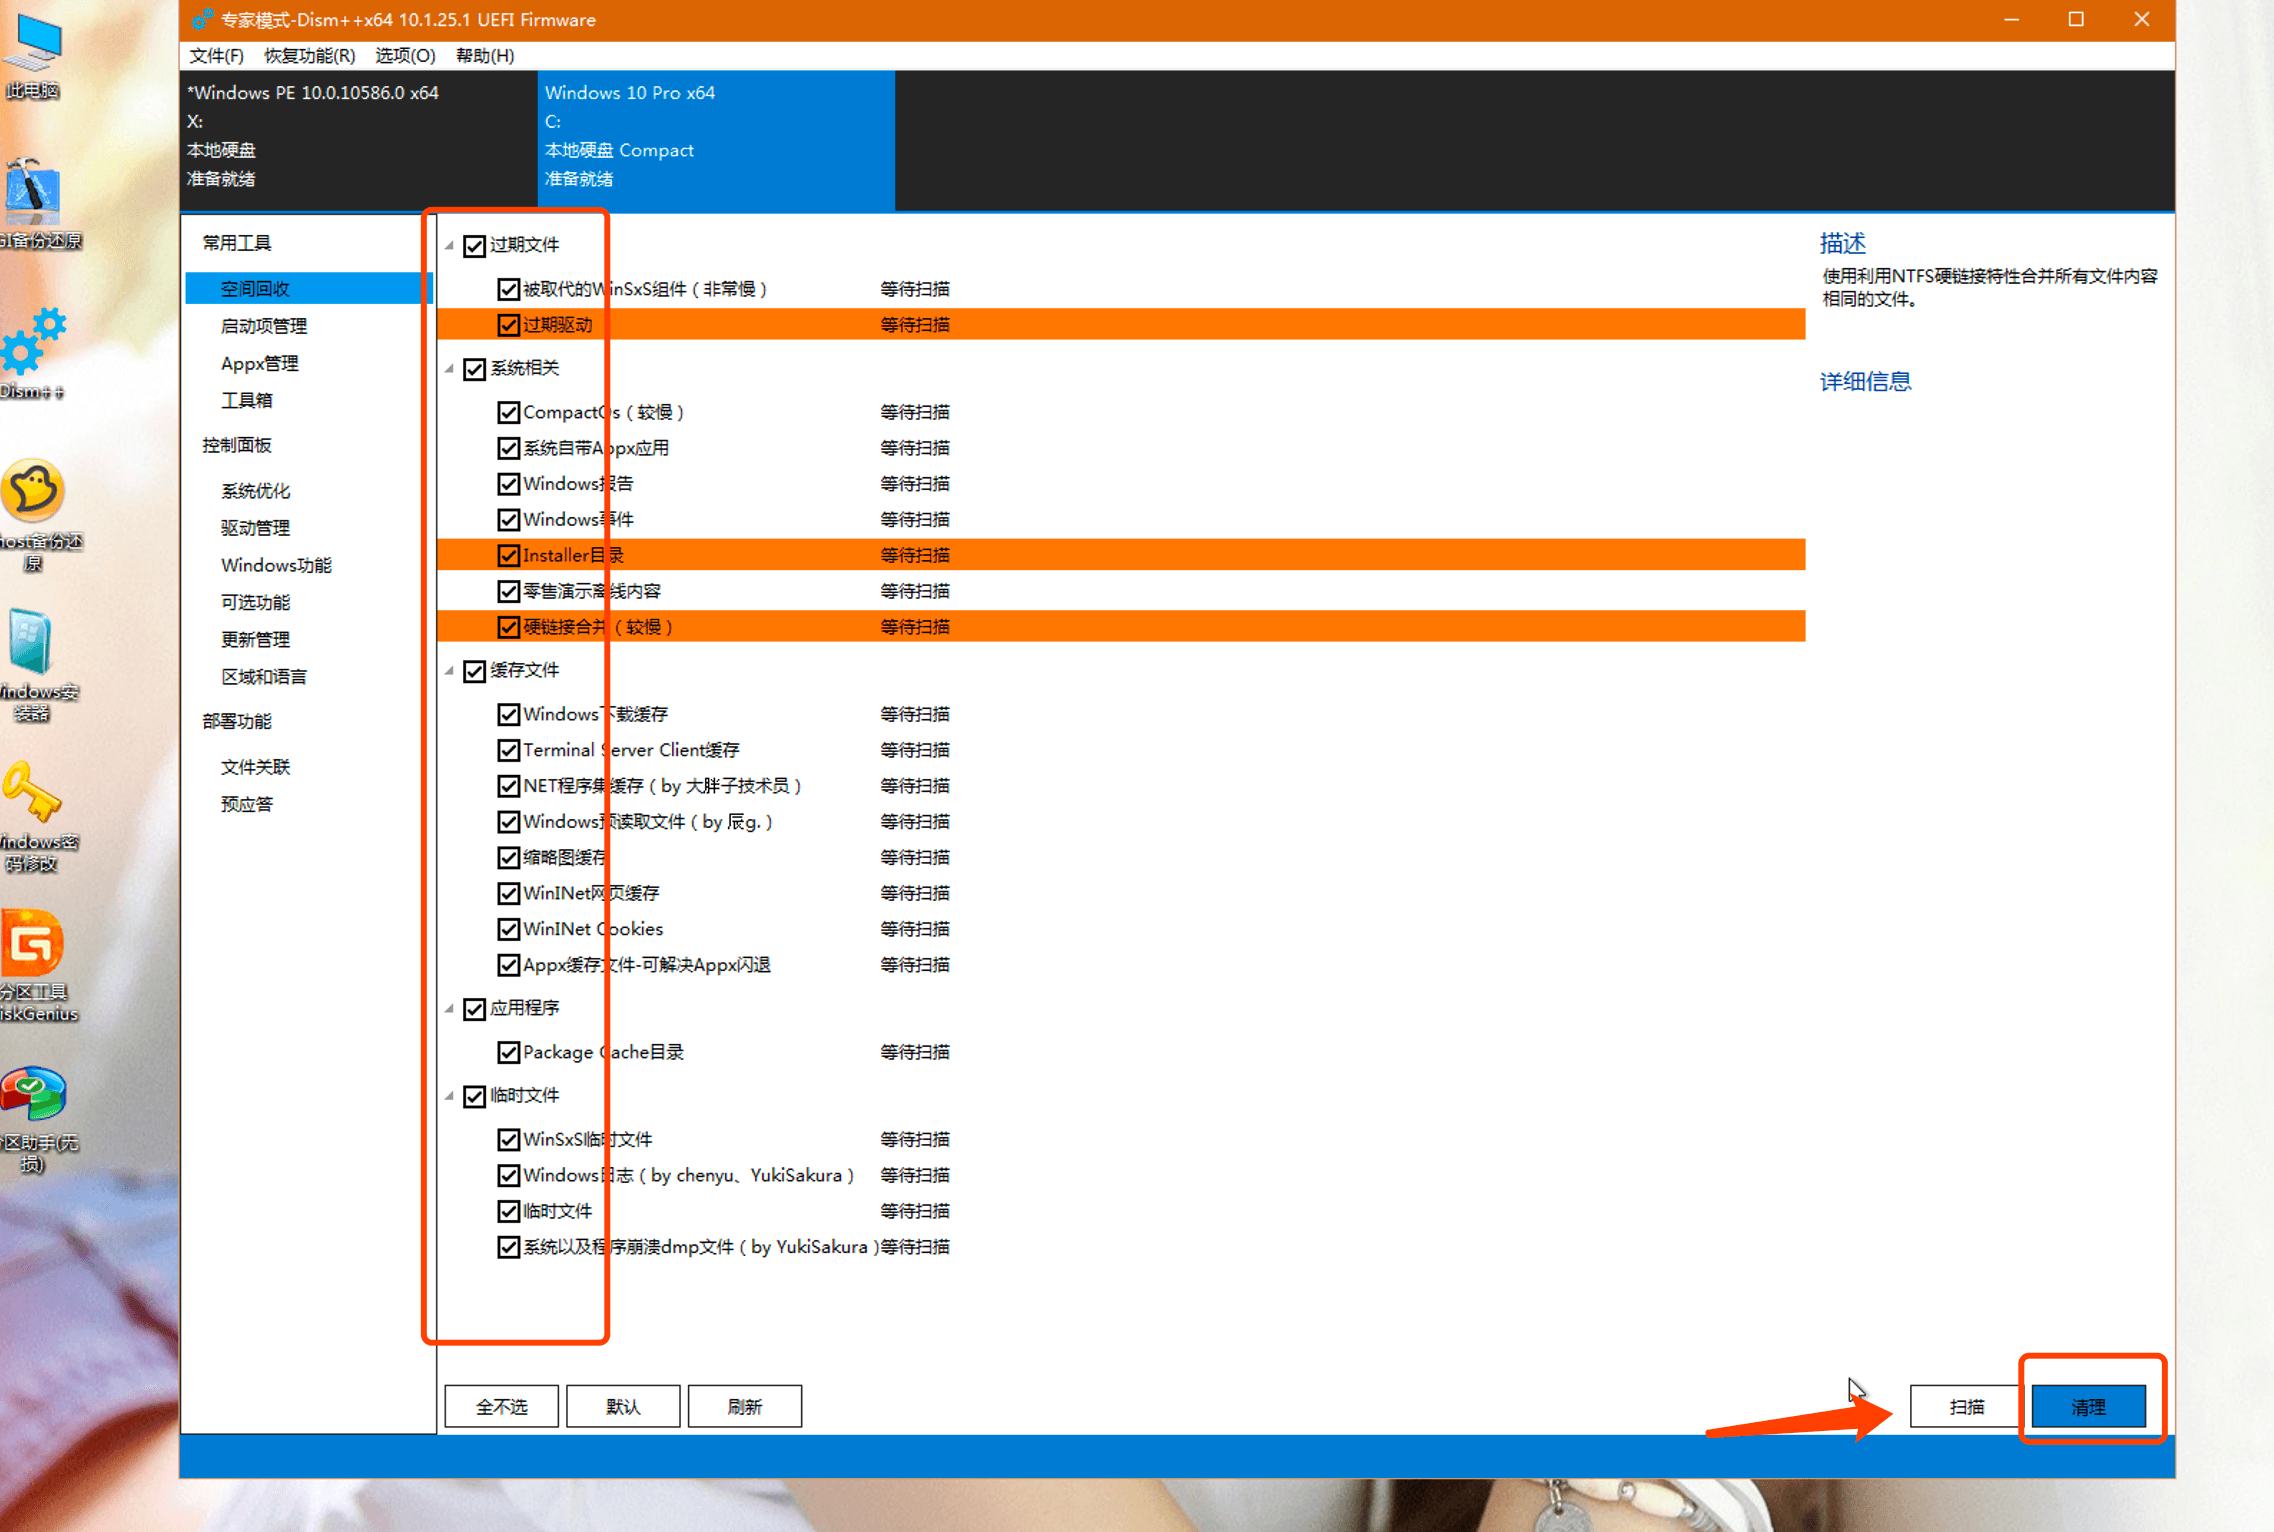 专家模式-Dism++x64 10.1.25.1 UEFI Firmware
文件(F) 恢复功能(R) 选项(O) 帮助(H)
*Windows PE 10.0.10586.0 x64
X:
本地硬盘
准备就绪
Windows 10 Pro x64
C:
本地硬盘 Compact
准备就绪
此电脑
GI备份还原
Dism++
host备份还
原
indows安
装器
indows密
码修改
分区工具
iskGenius
区助手(无
损)
常用工具
空间回收
启动项管理
Appx管理
工具箱
控制面板
系统优化
驱动管理
Windows功能
可选功能
更新管理
区域和语言
部署功能
文件关联
预应答
过期文件
被取代的WinSxS组件（非常慢） 等待扫描
过期驱动 等待扫描
系统相关
CompactOs（较慢） 等待扫描
系统自带Appx应用 等待扫描
Windows报告 等待扫描
Windows事件 等待扫描
Installer目录 等待扫描
零售演示离线内容 等待扫描
硬链接合并（较慢） 等待扫描
缓存文件
Windows下载缓存 等待扫描
Terminal Server Client缓存 等待扫描
NET程序集缓存（by 大胖子技术员） 等待扫描
Windows预读取文件（by 辰g.） 等待扫描
缩略图缓存 等待扫描
WinINet网页缓存 等待扫描
WinINet Cookies 等待扫描
Appx缓存文件-可解决Appx闪退 等待扫描
应用程序
Package Cache目录 等待扫描
临时文件
WinSxS临时文件 等待扫描
Windows日志（by chenyu、YukiSakura） 等待扫描
临时文件 等待扫描
系统以及程序崩溃dmp文件（by YukiSakura）等待扫描
描述
使用利用NTFS硬链接特性合并所有文件内容
相同的文件。
详细信息
全不选 默认 刷新 扫描 清理